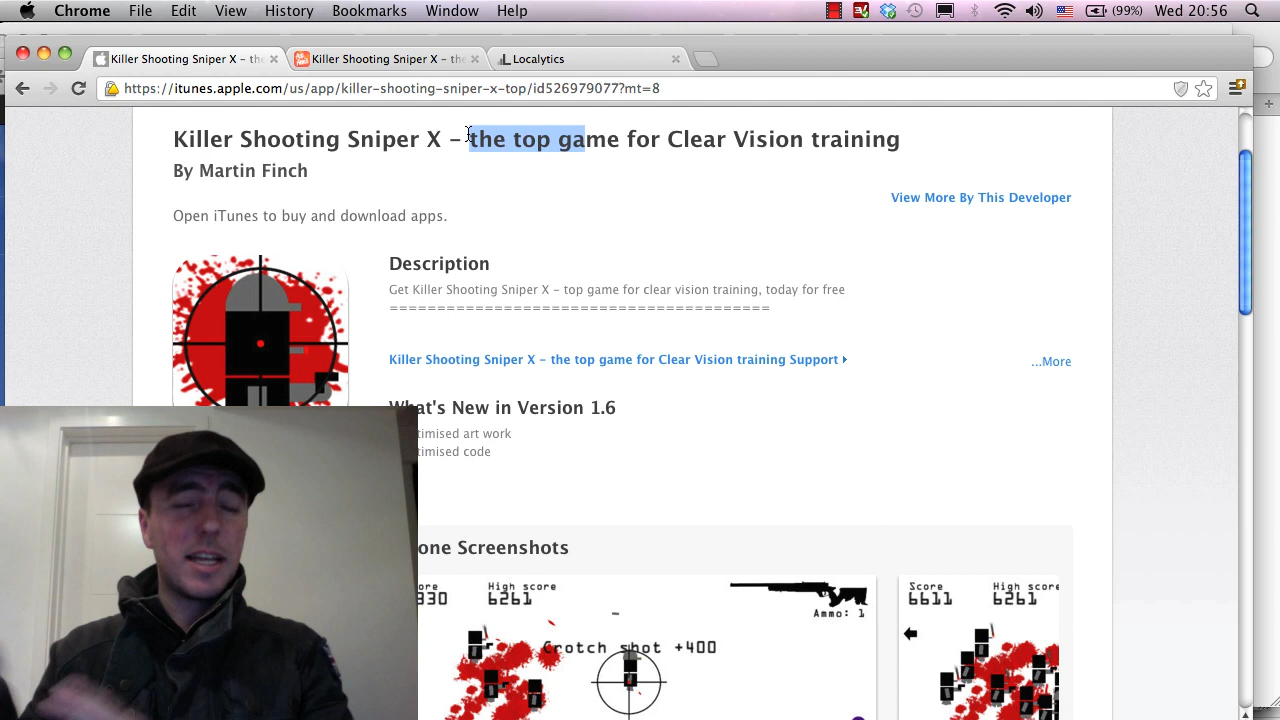 Chrome File Edit View History Bookmarks Window Help (99%) Wed 20:56
Killer Shooting Sniper X – the Killer Shooting Sniper X – the Localytics
https://itunes.apple.com/us/app/killer-shooting-sniper-x-top/id526979077?mt=8
Killer Shooting Sniper X – the top game for Clear Vision training
By Martin Finch
View More By This Developer
Open iTunes to buy and download apps.
Description
Get Killer Shooting Sniper X – top game for clear vision training, today for free
========================================
Killer Shooting Sniper X – the top game for Clear Vision training Support
...More
What's New in Version 1.6
timised art work
timised code
one Screenshots
ore High score Score High score
330 6261 Ammo: 1 6611 6261
Crotch shot +400